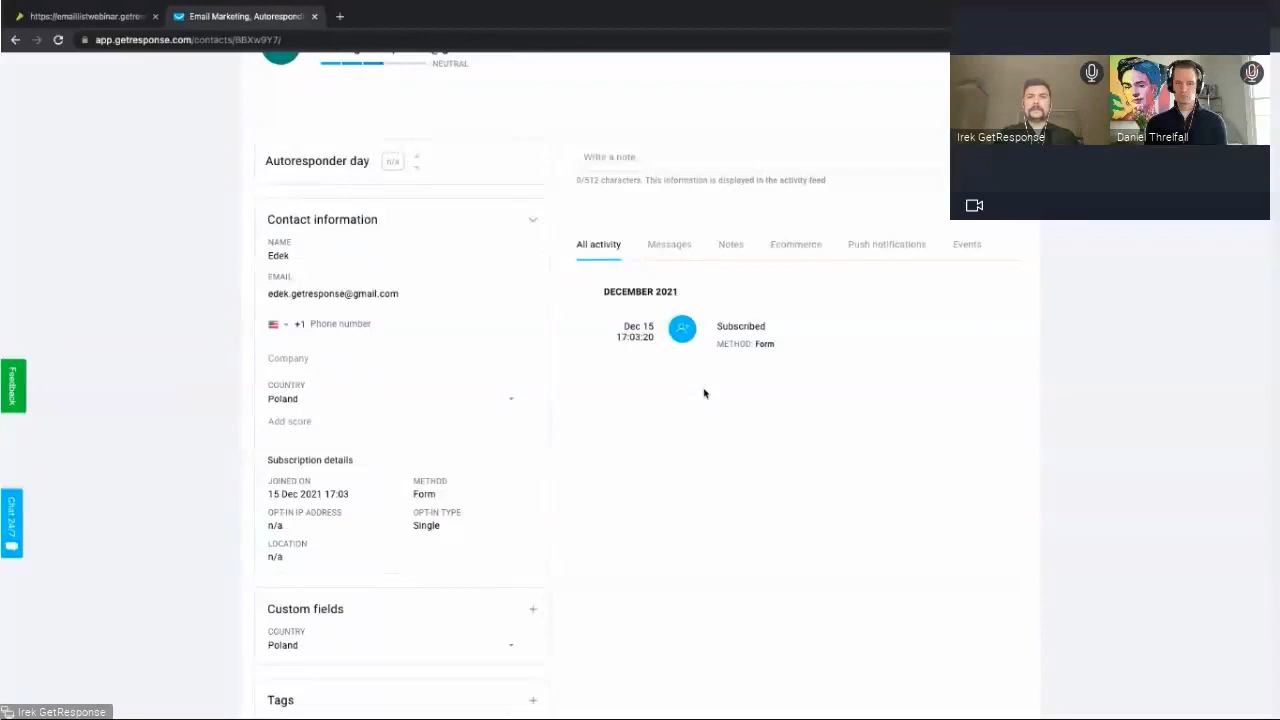 https://emaillistwebinar.getres
Email Marketing, Autorespond
app.getresponse.com/contacts/BBXw9Y7/
NEUTRAL
Irek GetResponse
Daniel Threlfall
Autoresponder day n/a
Write a note
0/512 characters. This information is displayed in the activity feed
Contact information
NAME
Edek
EMAIL
edek.getresponse@gmail.com
+1 Phone number
Company
COUNTRY
Poland
Add score
Subscription details
JOINED ON METHOD
15 Dec 2021 17:03 Form
OPT-IN IP ADDRESS OPT-IN TYPE
n/a Single
LOCATION
n/a
Custom fields
COUNTRY
Poland
Tags
All activity Messages Notes Ecommerce Push notifications Events
DECEMBER 2021
Dec 15 Subscribed
17:03:20 METHOD: Form
Feedback
Chat 24/7
Irek GetResponse